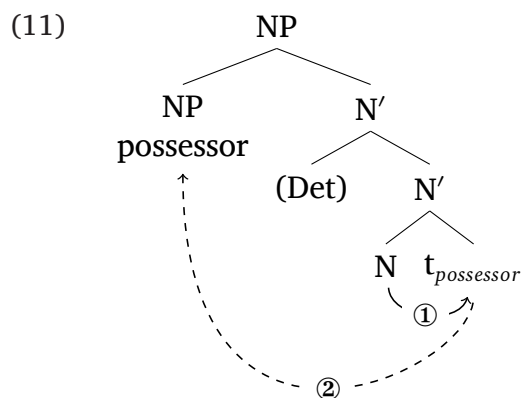 (11) NP
NP N′
possessor (Det) N′
N t_possessor
①
②